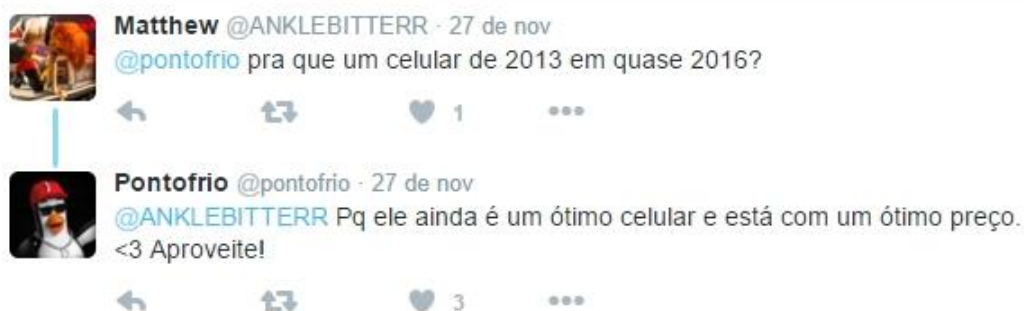 Matthew @ANKLEBITTERR · 27 de nov
@pontofrio pra que um celular de 2013 em quase 2016?
1
Pontofrio @pontofrio · 27 de nov
@ANKLEBITTERR Pq ele ainda é um ótimo celular e está com um ótimo preço.
<3 Aproveite!
3